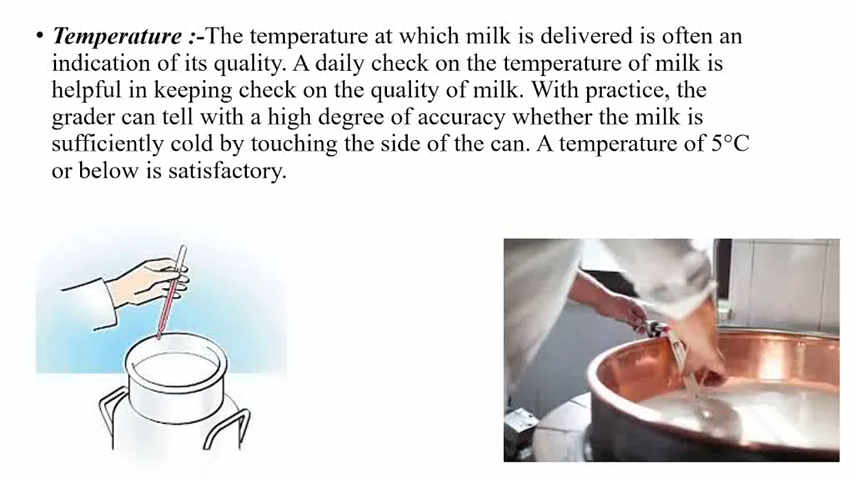 • Temperature :-The temperature at which milk is delivered is often an
indication of its quality. A daily check on the temperature of milk is
helpful in keeping check on the quality of milk. With practice, the
grader can tell with a high degree of accuracy whether the milk is
sufficiently cold by touching the side of the can. A temperature of 5°C
or below is satisfactory.